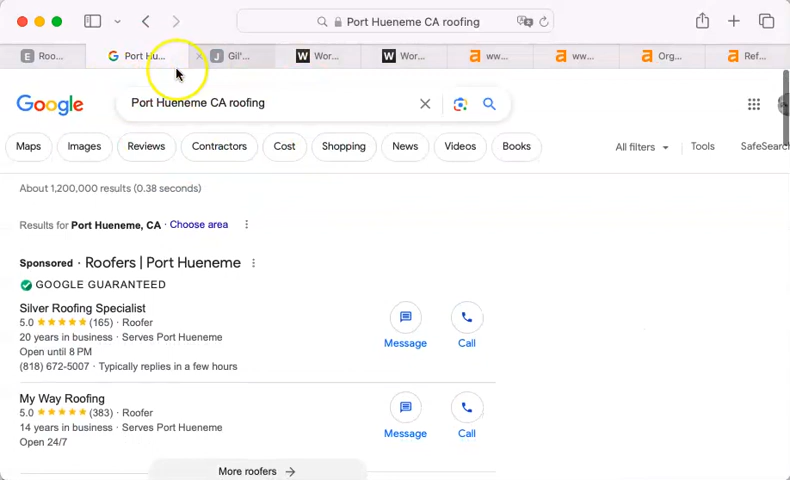 Port Hueneme CA roofing
E Roo...
G Port Hu...
J Gil'...
W Wor...
W Wor...
a ww...
a ww...
a Org...
a Ref...
Google
Port Hueneme CA roofing
Maps
Images
Reviews
Contractors
Cost
Shopping
News
Videos
Books
All filters
Tools
SafeSearc
About 1,200,000 results (0.38 seconds)
Results for Port Hueneme, CA · Choose area
Sponsored · Roofers | Port Hueneme
GOOGLE GUARANTEED
Silver Roofing Specialist
5.0 ★★★★★ (165) · Roofer
20 years in business · Serves Port Hueneme
Open until 8 PM
(818) 672-5007 · Typically replies in a few hours
Message
Call
My Way Roofing
5.0 ★★★★★ (383) · Roofer
14 years in business · Serves Port Hueneme
Open 24/7
Message
Call
More roofers →